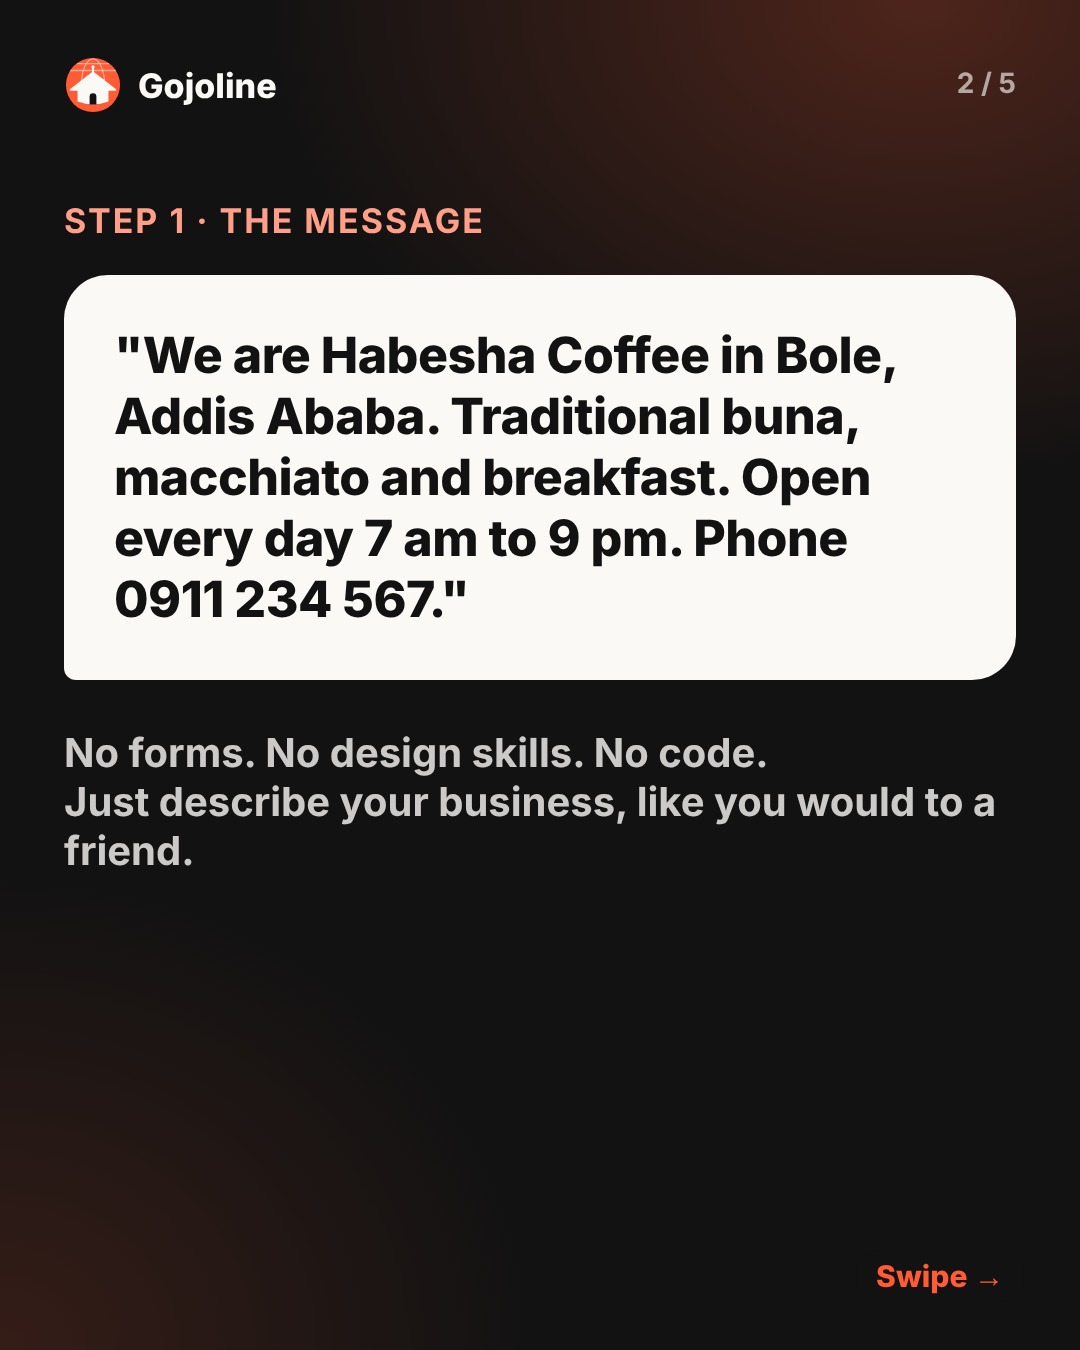 Gojoline
2 / 5
STEP 1 · THE MESSAGE
"We are Habesha Coffee in Bole,
Addis Ababa. Traditional buna,
macchiato and breakfast. Open
every day 7 am to 9 pm. Phone
0911 234 567."
No forms. No design skills. No code.
Just describe your business, like you would to a
friend.
Swipe →